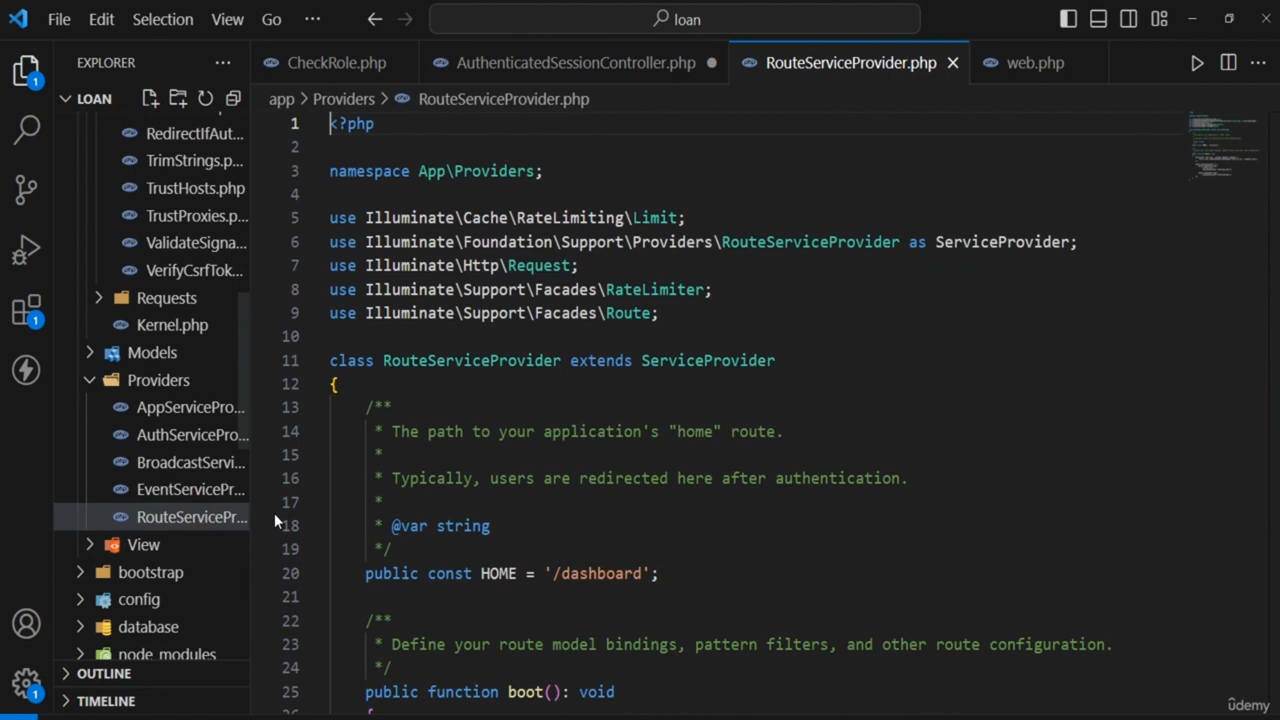 File Edit Selection View Go ··· loan
EXPLORER ···
CheckRole.php AuthenticatedSessionController.php RouteServiceProvider.php web.php
LOAN
app > Providers > RouteServiceProvider.php
RedirectIfAut...
TrimStrings.p...
TrustHosts.php
TrustProxies.p...
ValidateSigna...
VerifyCsrfTok...
Requests
Kernel.php
Models
Providers
AppServicePro...
AuthServicePro...
BroadcastServi...
EventServicePr...
RouteServicePr...
View
bootstrap
config
database
node_modules
OUTLINE
TIMELINE
1
1
1
1 <?php
2
3 namespace App\Providers;
4
5 use Illuminate\Cache\RateLimiting\Limit;
6 use Illuminate\Foundation\Support\Providers\RouteServiceProvider as ServiceProvider;
7 use Illuminate\Http\Request;
8 use Illuminate\Support\Facades\RateLimiter;
9 use Illuminate\Support\Facades\Route;
10
11 class RouteServiceProvider extends ServiceProvider
12 {
13 /**
14 * The path to your application's "home" route.
15 *
16 * Typically, users are redirected here after authentication.
17 *
18 * @var string
19 */
20 public const HOME = '/dashboard';
21
22 /**
23 * Define your route model bindings, pattern filters, and other route configuration.
24 */
25 public function boot(): void
26 {
ûdemy